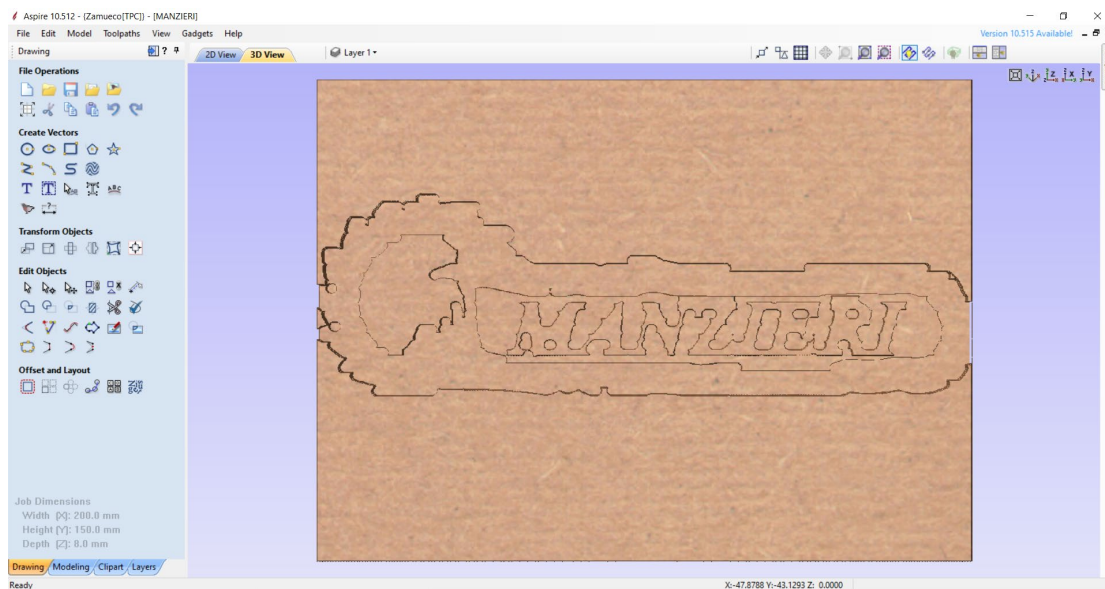 Aspire 10.512 - {Zamueco[TPC]} - [MANZIERI]
File Edit Model Toolpaths View Gadgets Help
Version 10.515 Available!
Drawing
2D View 3D View
Layer 1
File Operations
Create Vectors
Transform Objects
Edit Objects
Offset and Layout
MANZIERI
Job Dimensions
Width [X]: 200.0 mm
Height [Y]: 150.0 mm
Depth [Z]: 8.0 mm
Drawing Modeling Clipart Layers
Ready
X:-47.8788 Y:-43.1293 Z: 0.0000